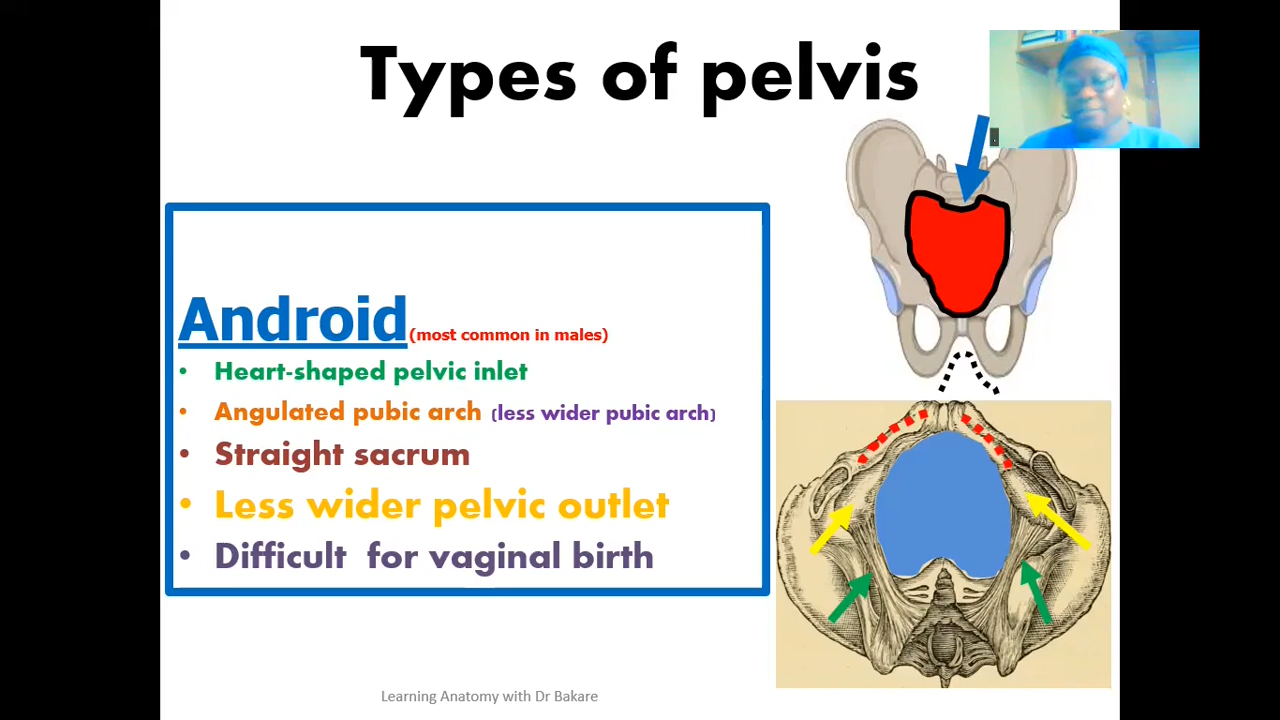 Types of pelvis
Android(most common in males)
• Heart-shaped pelvic inlet
• Angulated pubic arch (less wider pubic arch)
• Straight sacrum
• Less wider pelvic outlet
• Difficult for vaginal birth
Learning Anatomy with Dr Bakare